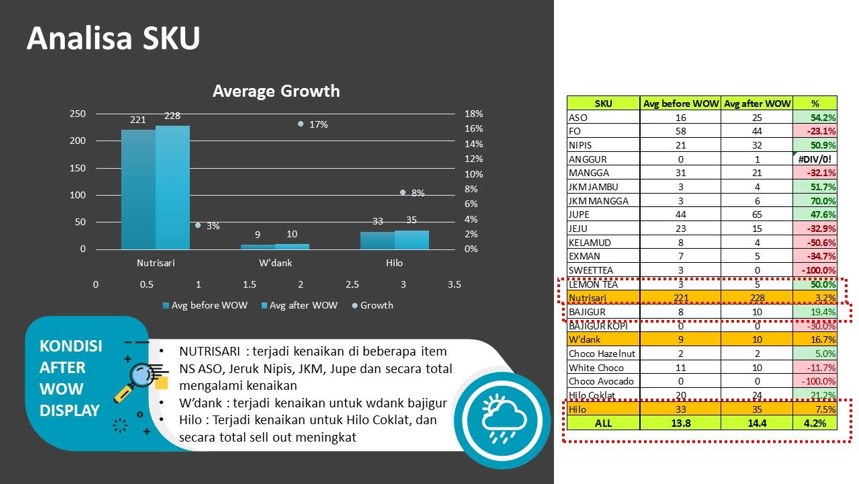 Analisa SKU
Average Growth
250 18%
16%
200 14%
12%
150 10%
100 8%
6%
50 4%
2%
0 0%
221 228 17%
3%
9 10
8%
33 35
Nutrisari W'dank Hilo
0 0.5 1 1.5 2 2.5 3 3.5
Avg before WOW Avg after WOW Growth
KONDISI
AFTER
WOW
DISPLAY
• NUTRISARI : terjadi kenaikan di beberapa item
NS ASO, Jeruk Nipis, JKM, Jupe dan secara total
mengalami kenaikan
• W'dank : terjadi kenaikan untuk wdank bajigur
• Hilo : Terjadi kenaikan untuk Hilo Coklat, dan
secara total sell out meningkat
SKU Avg before WOW Avg after WOW %
ASO 16 25 54.2%
FO 58 44 -23.1%
NIPIS 21 32 50.9%
ANGGUR 0 1 #DIV/0!
MANGGA 31 21 -32.1%
JKM JAMBU 3 4 51.7%
JKM MANGGA 3 6 70.0%
JUPE 44 65 47.6%
JEJU 23 15 -32.9%
KELAMUD 8 4 -50.6%
EXMAN 7 5 -34.7%
SWEETTEA 3 0 -100.0%
LEMON TEA 3 5 50.0%
Nutrisari 221 228 3.2%
BAJIGUR 8 10 19.4%
BAJIGUR KOPI 0 0 -30.0%
W'dank 9 10 16.7%
Choco Hazelnut 2 2 5.0%
White Choco 11 10 -11.7%
Choco Avocado 0 0 -100.0%
Hilo Coklat 20 24 21.2%
Hilo 33 35 7.5%
ALL 13.8 14.4 4.2%